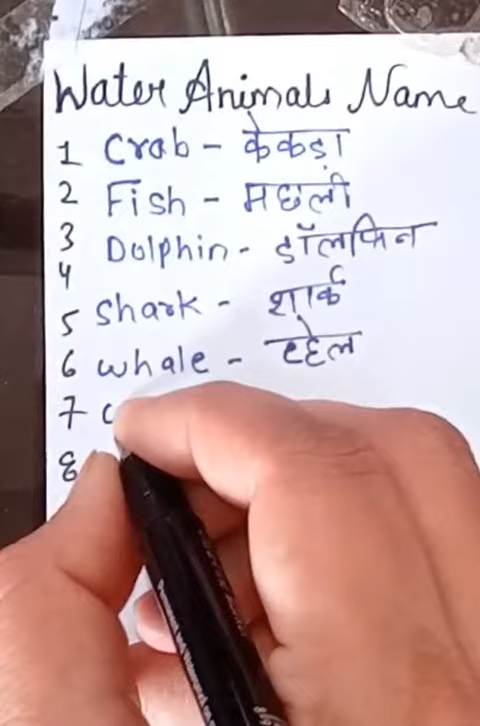 Water Animals Name
1 Crab - केकड़ा
2 Fish - मछली
3 Dolphin - डॉलफिन
4
5 Shark - शार्क
6 whale - व्हेल
7 C
8